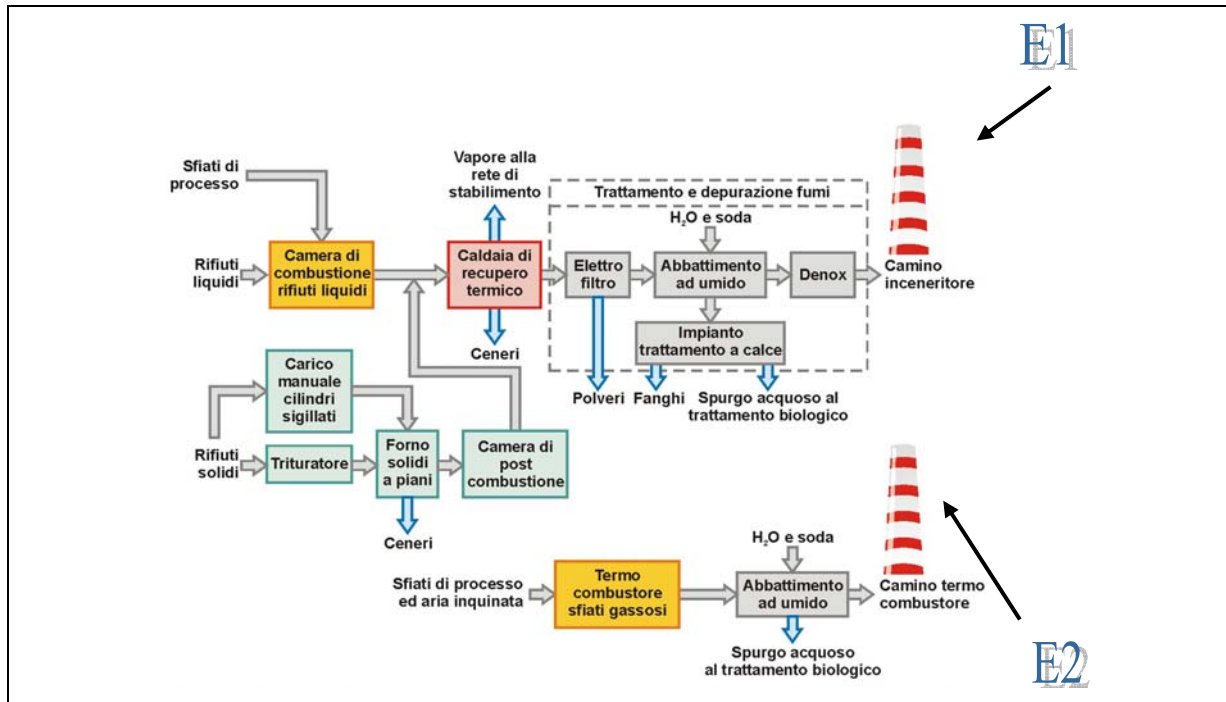 E1
Sfiati di
processo
Vapore alla
rete di
stabilimento
Trattamento e depurazione fumi
H₂O e soda
Rifiuti
liquidi
Camera di
combustione
rifiuti liquidi
Caldaia di
recupero
termico
Elettro
filtro
Abbattimento
ad umido
Denox
Camino
inceneritore
Impianto
trattamento a calce
Ceneri
Polveri
Fanghi
Spurgo acquoso al
trattamento biologico
Carico
manuale
cilindri
sigillati
Rifiuti
solidi
Trituratore
Forno
solidi
a piani
Camera di
post
combustione
Ceneri
H₂O e soda
Sfiati di processo
ed aria inquinata
Termo
combustore
sfiati gassosi
Abbattimento
ad umido
Camino termo
combustore
Spurgo acquoso
al trattamento biologico
E2